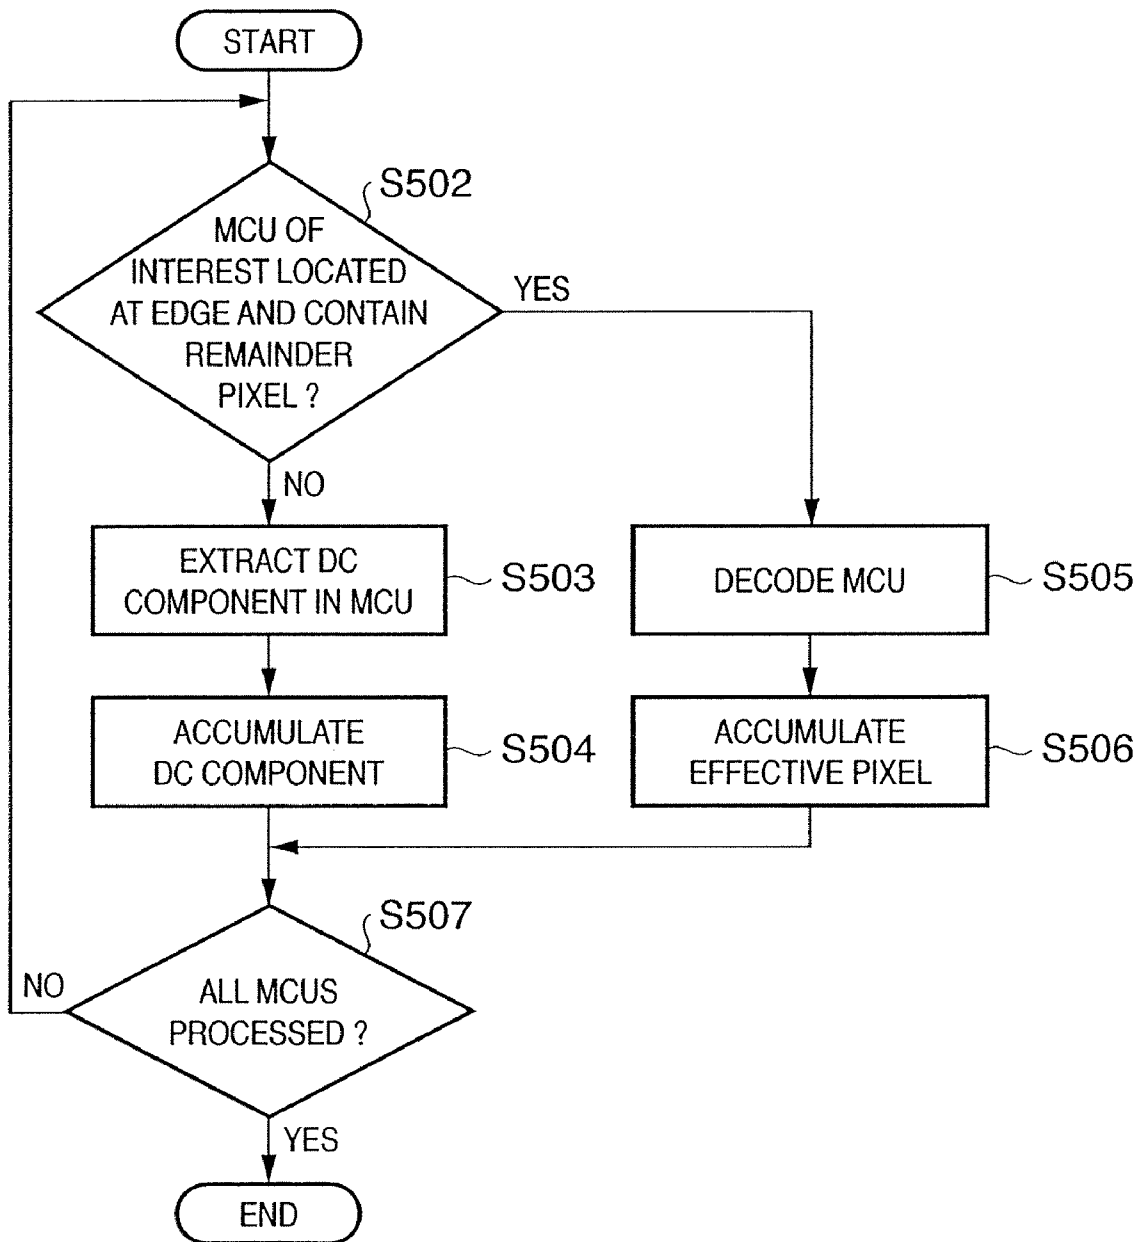 START
S502
MCU OF
INTEREST LOCATED
AT EDGE AND CONTAIN
REMAINDER
PIXEL ?
YES
NO
EXTRACT DC
COMPONENT IN MCU
S503
DECODE MCU
S505
ACCUMULATE
DC COMPONENT
S504
ACCUMULATE
EFFECTIVE PIXEL
S506
S507
NO
ALL MCUS
PROCESSED ?
YES
END